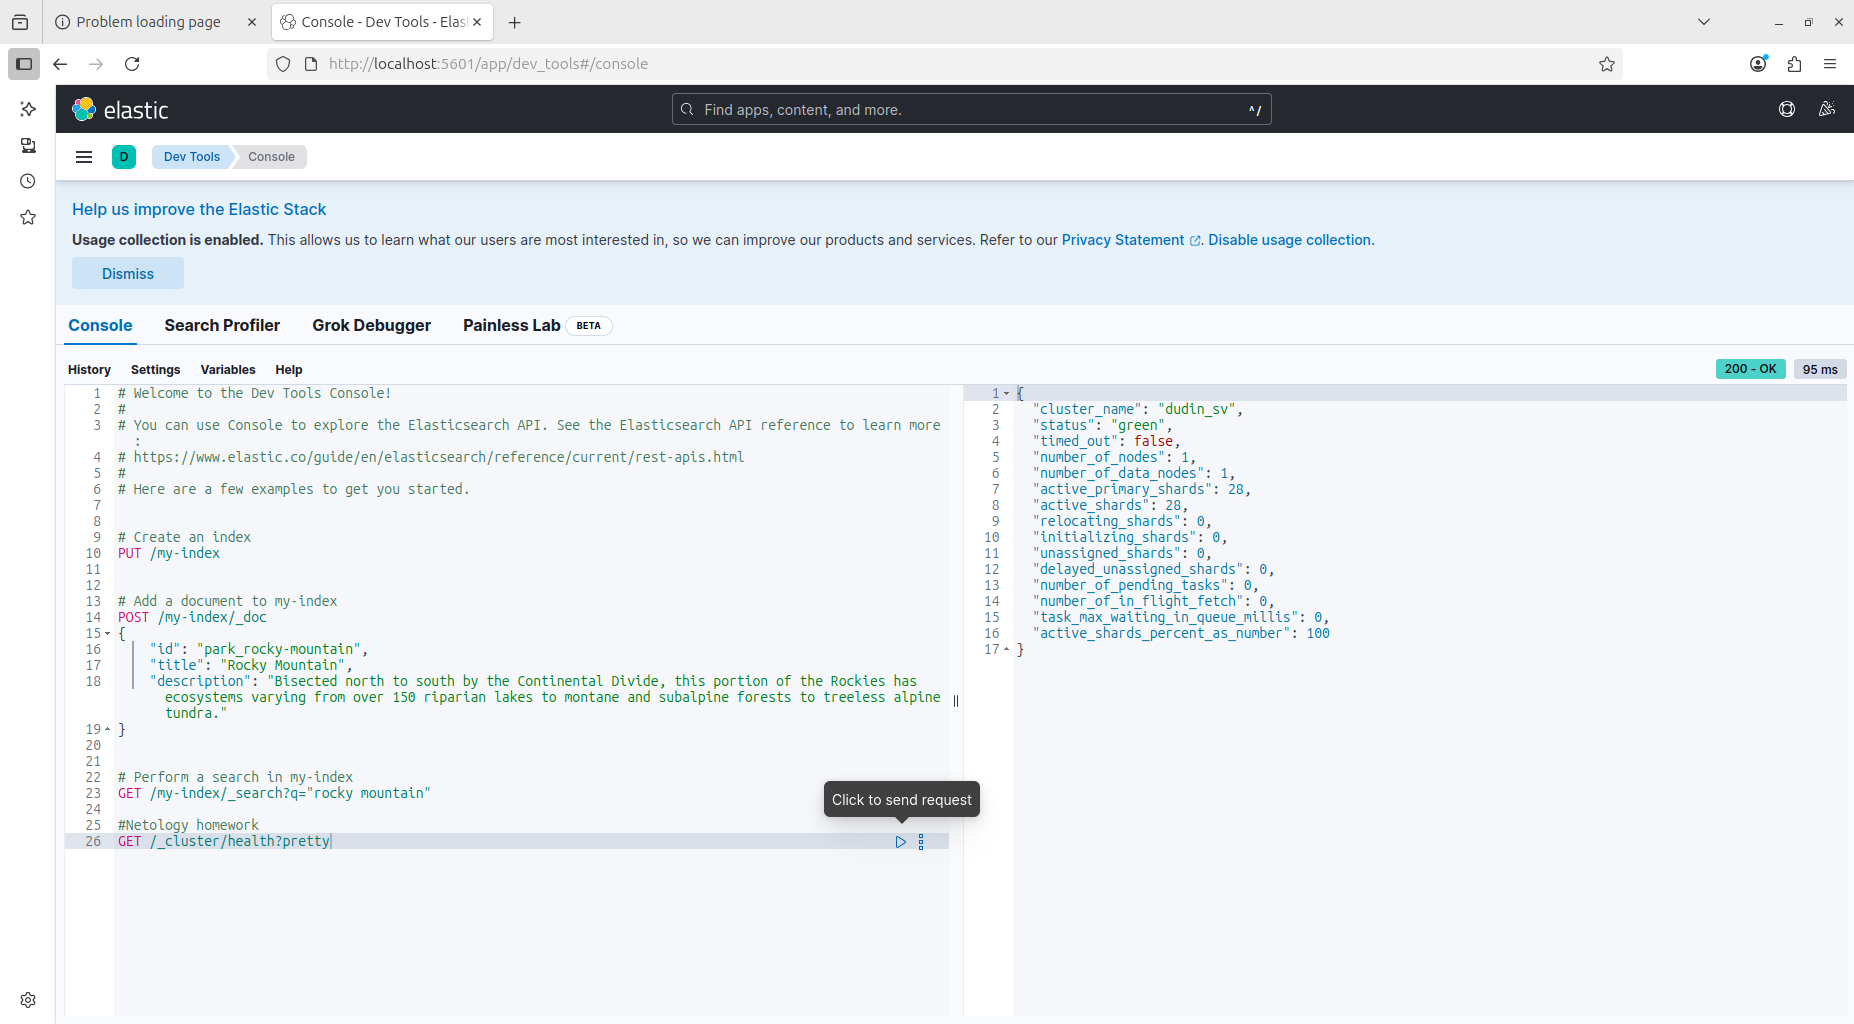 Problem loading page
Console - Dev Tools - Elas
http://localhost:5601/app/dev_tools#/console
elastic
Find apps, content, and more.
^/
D
Dev Tools
Console
Help us improve the Elastic Stack
Usage collection is enabled. This allows us to learn what our users are most interested in, so we can improve our products and services. Refer to our Privacy Statement. Disable usage collection.
Dismiss
Console
Search Profiler
Grok Debugger
Painless Lab
BETA
History
Settings
Variables
Help
200 - OK
95 ms
1 # Welcome to the Dev Tools Console!
2 #
3 # You can use Console to explore the Elasticsearch API. See the Elasticsearch API reference to learn more
:
4 # https://www.elastic.co/guide/en/elasticsearch/reference/current/rest-apis.html
5 #
6 # Here are a few examples to get you started.
7
8
9 # Create an index
10 PUT /my-index
11
12
13 # Add a document to my-index
14 POST /my-index/_doc
15 {
16 "id": "park_rocky-mountain",
17 "title": "Rocky Mountain",
18 "description": "Bisected north to south by the Continental Divide, this portion of the Rockies has
ecosystems varying from over 150 riparian lakes to montane and subalpine forests to treeless alpine
tundra."
19 }
20
21
22 # Perform a search in my-index
23 GET /my-index/_search?q="rocky mountain"
24
25 #Netology homework
26 GET /_cluster/health?pretty
Click to send request
1 {
2 "cluster_name": "dudin_sv",
3 "status": "green",
4 "timed_out": false,
5 "number_of_nodes": 1,
6 "number_of_data_nodes": 1,
7 "active_primary_shards": 28,
8 "active_shards": 28,
9 "relocating_shards": 0,
10 "initializing_shards": 0,
11 "unassigned_shards": 0,
12 "delayed_unassigned_shards": 0,
13 "number_of_pending_tasks": 0,
14 "number_of_in_flight_fetch": 0,
15 "task_max_waiting_in_queue_millis": 0,
16 "active_shards_percent_as_number": 100
17 }